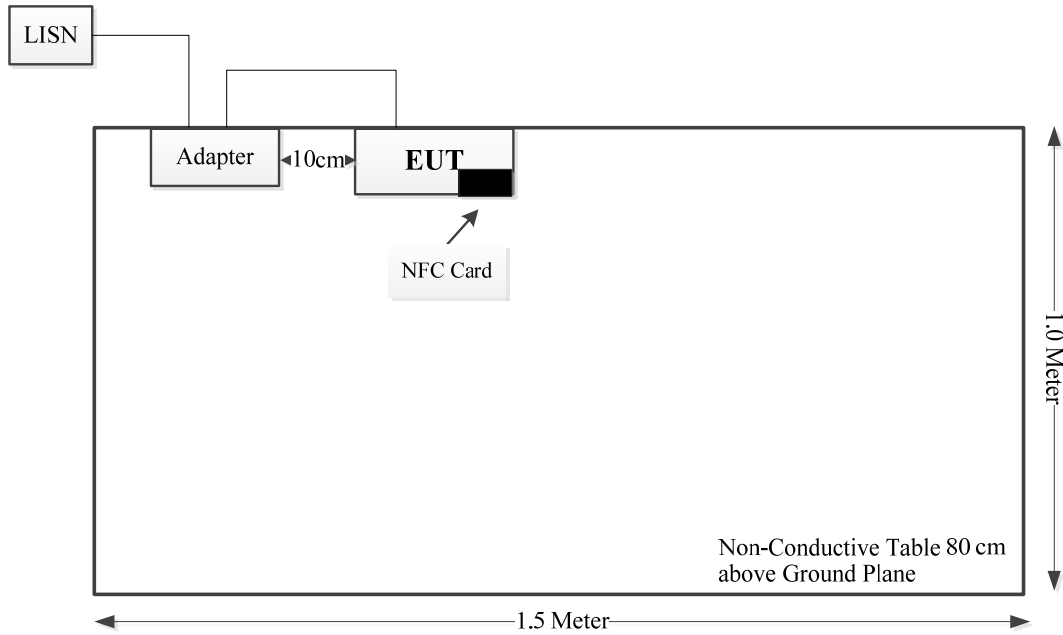 LISN
Adapter
10cm
EUT
NFC Card
1.0 Meter
Non-Conductive Table 80 cm
above Ground Plane
1.5 Meter